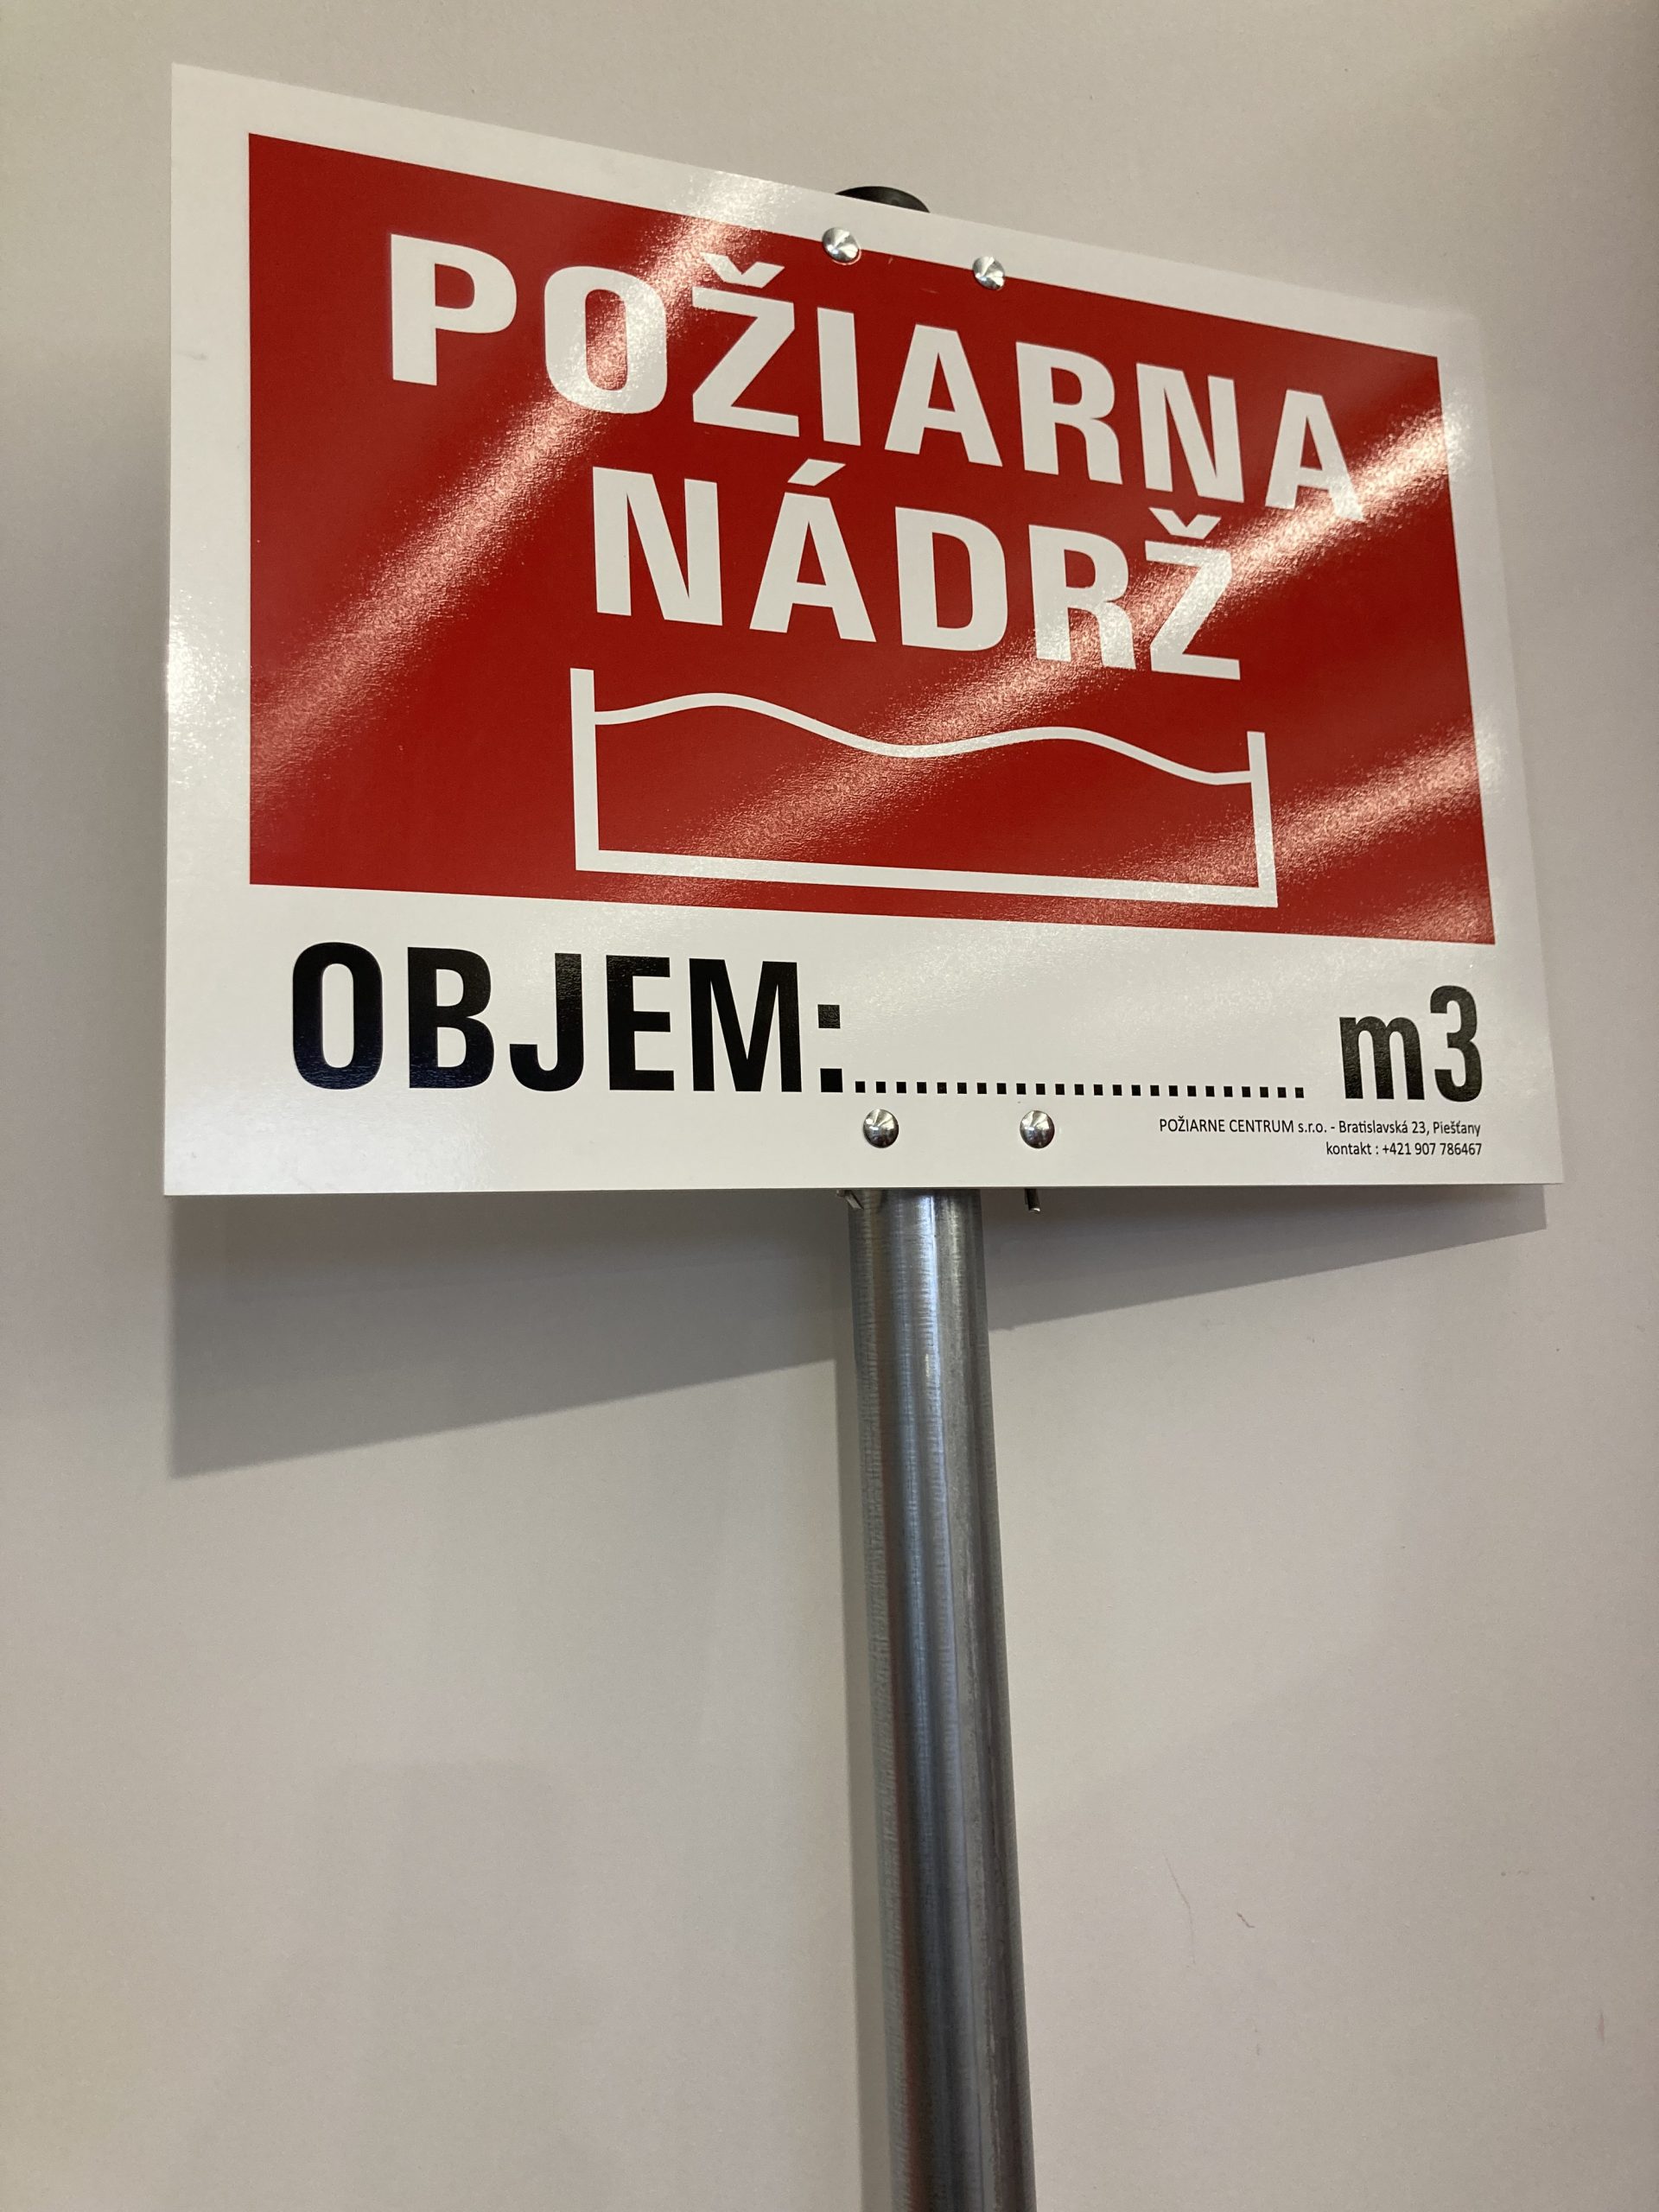 POŽIARNA
NÁDRŽ
OBJEM:....................... m3
POŽIARNE CENTRUM s.r.o. - Bratislavská 23, Piešťany
kontakt : +421 907 786467